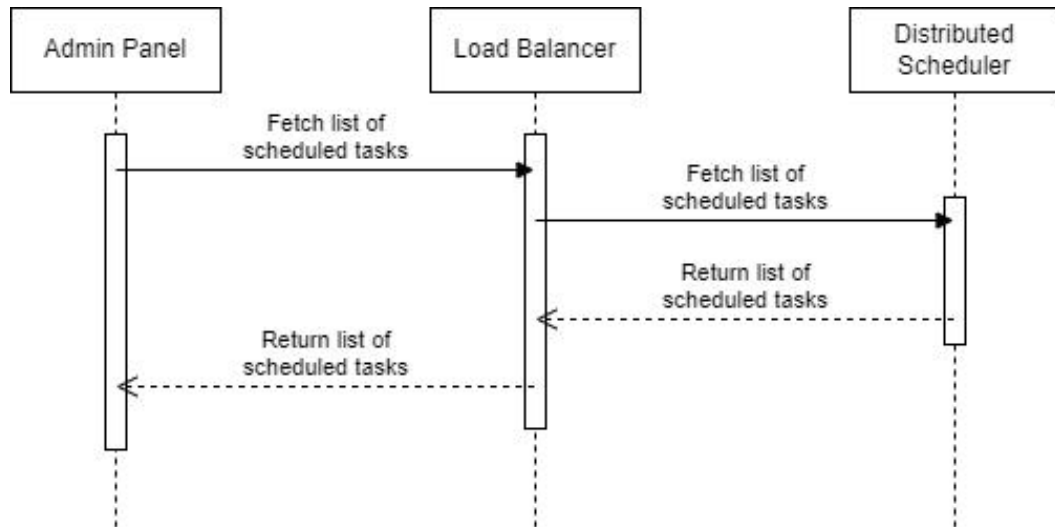 Admin Panel
Load Balancer
Distributed
Scheduler
Fetch list of
scheduled tasks
Fetch list of
scheduled tasks
Return list of
scheduled tasks
Return list of
scheduled tasks